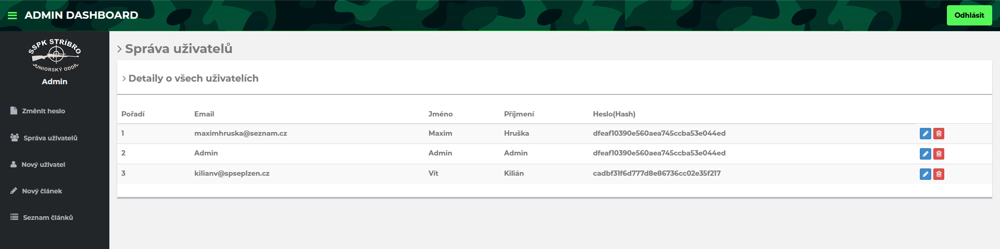 ADMIN DASHBOARD
Odhlásit
SSPK STŘÍBRO
JUNIORSKÝ ODDÍL
Admin
Změnit heslo
Správa uživatelů
Nový uživatel
Nový článek
Seznam článků
Správa uživatelů
Detaily o všech uživatelích
Pořadí Email Jméno Příjmení Heslo(Hash)
1 maximhruska@seznam.cz Maxim Hruška dfeaf10390e560aea745ccba53e044ed
2 Admin Admin Admin dfeaf10390e560aea745ccba53e044ed
3 kilianv@spseplzen.cz Vít Kilián cadbf31f6d777d8e86736cc02e35f217